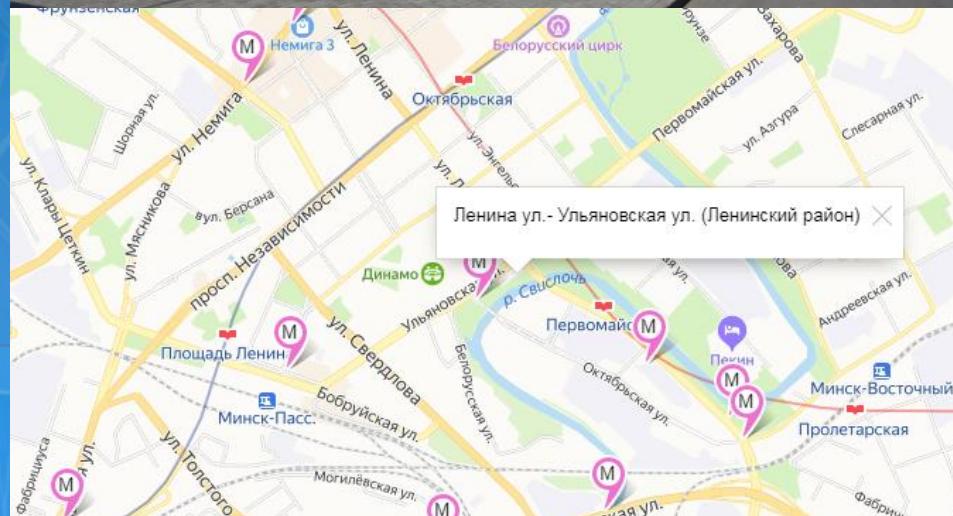 Фрунзенская
М
Немига 3
Белорусский цирк
ул. Ленина
Захарова
Октябрьская
Первомайская ул.
Слесарная ул.
ул. Азгура
Шорная ул.
ул. Немига
ул. Клары Цеткин
ул. Мясникова
вул. Берсана
просп. Независимости
Ленина ул.- Ульяновская ул. (Ленинский район)
М
Динамо
Ульяновская
р. Свислочь
Андреевская ул.
М
Площадь Ленин
ул. Свердлова
М
Пекин
Белорусская ул.
Октябрьская ул.
М
Минск-Восточный
М
Минск-Пасс.
Бобруйская ул.
Пролетарская
ул. Толстого
Могилёвская ул.
М
М
М